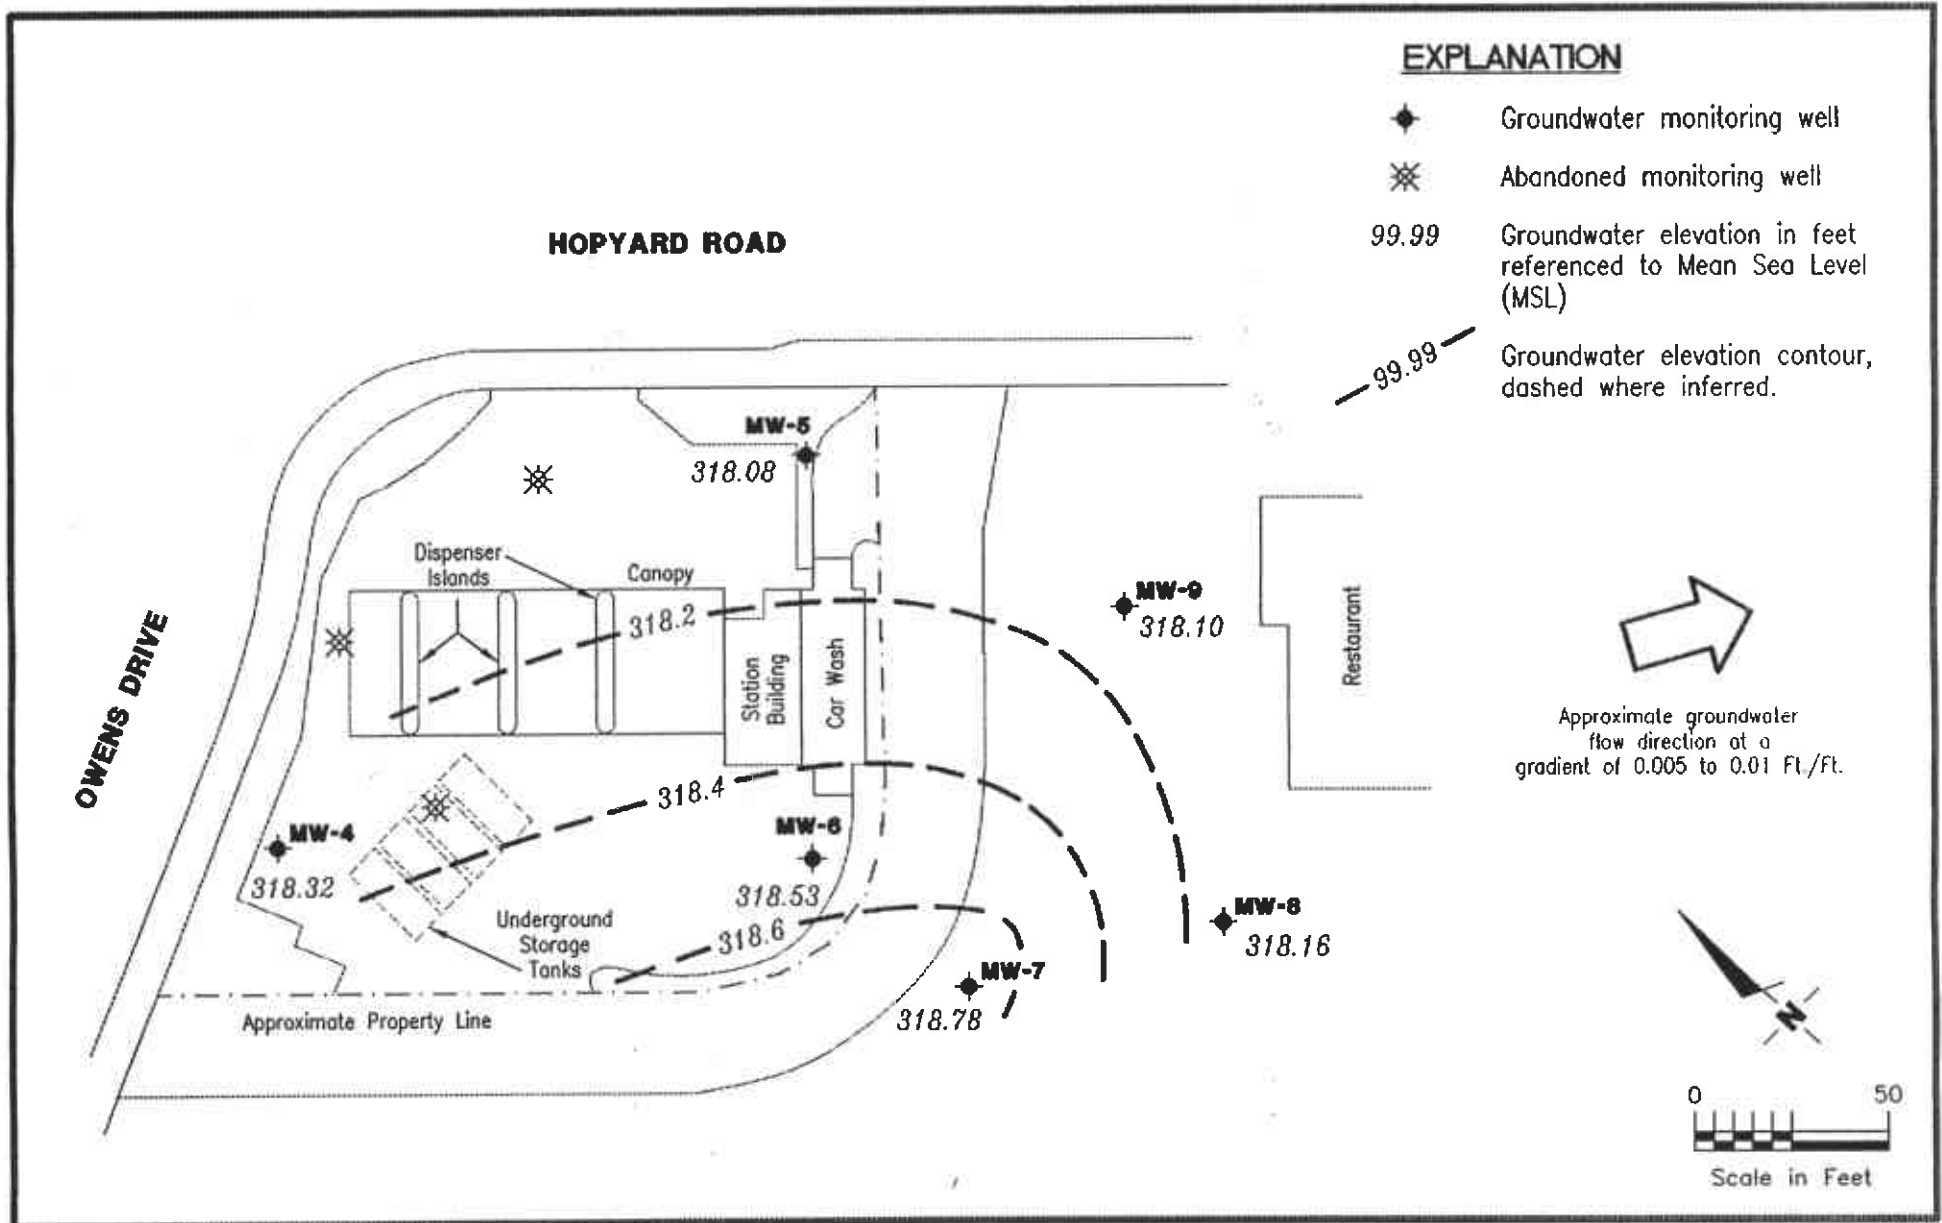 EXPLANATION
Groundwater monitoring well
Abandoned monitoring well
99.99
Groundwater elevation in feet
referenced to Mean Sea Level
(MSL)
99.99
Groundwater elevation contour,
dashed where inferred.
HOPYARD ROAD
OWENS DRIVE
MW-5
318.08
Dispenser
Islands
Canopy
318.2
MW-9
318.10
Station
Building
Car Wash
Restaurant
Approximate groundwater
flow direction at a
gradient of 0.005 to 0.01 Ft./Ft.
318.4
MW-4
318.32
MW-6
318.53
318.6
Underground
Storage
Tanks
MW-8
318.16
MW-7
318.78
Approximate Property Line
N
0 50
Scale in Feet